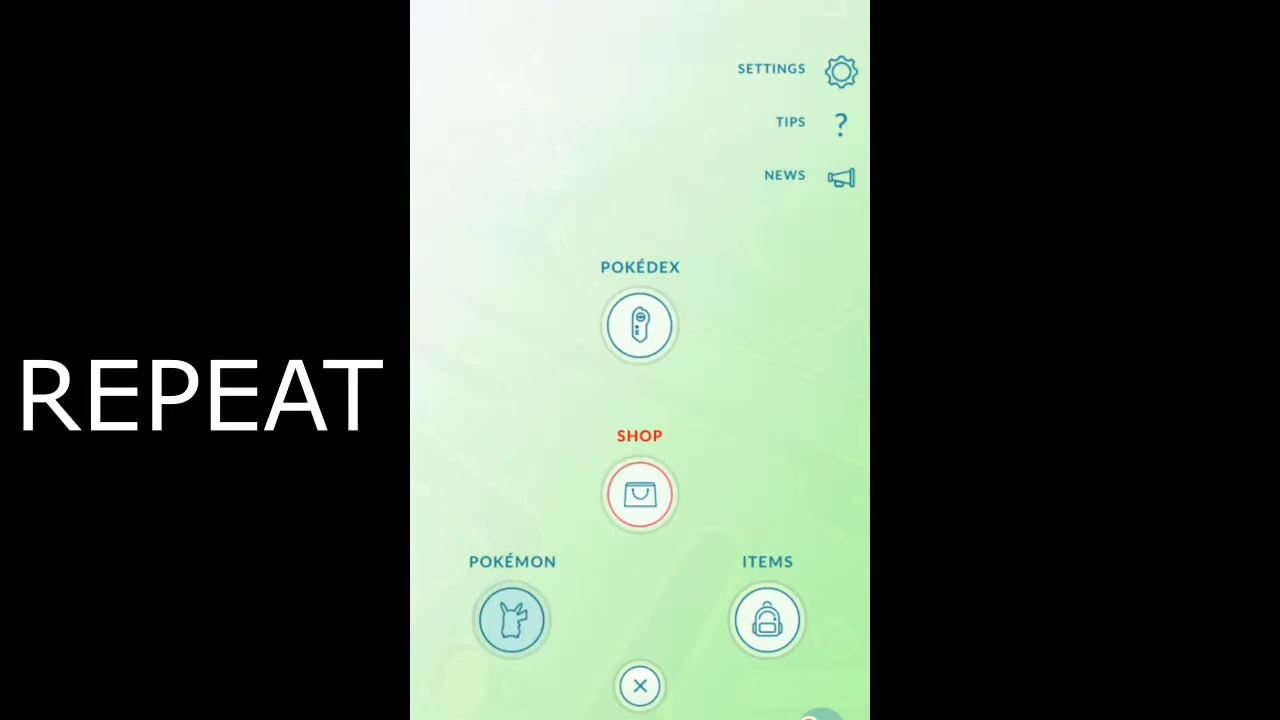 SETTINGS
TIPS
?
NEWS
POKÉDEX
REPEAT
SHOP
POKÉMON
ITEMS